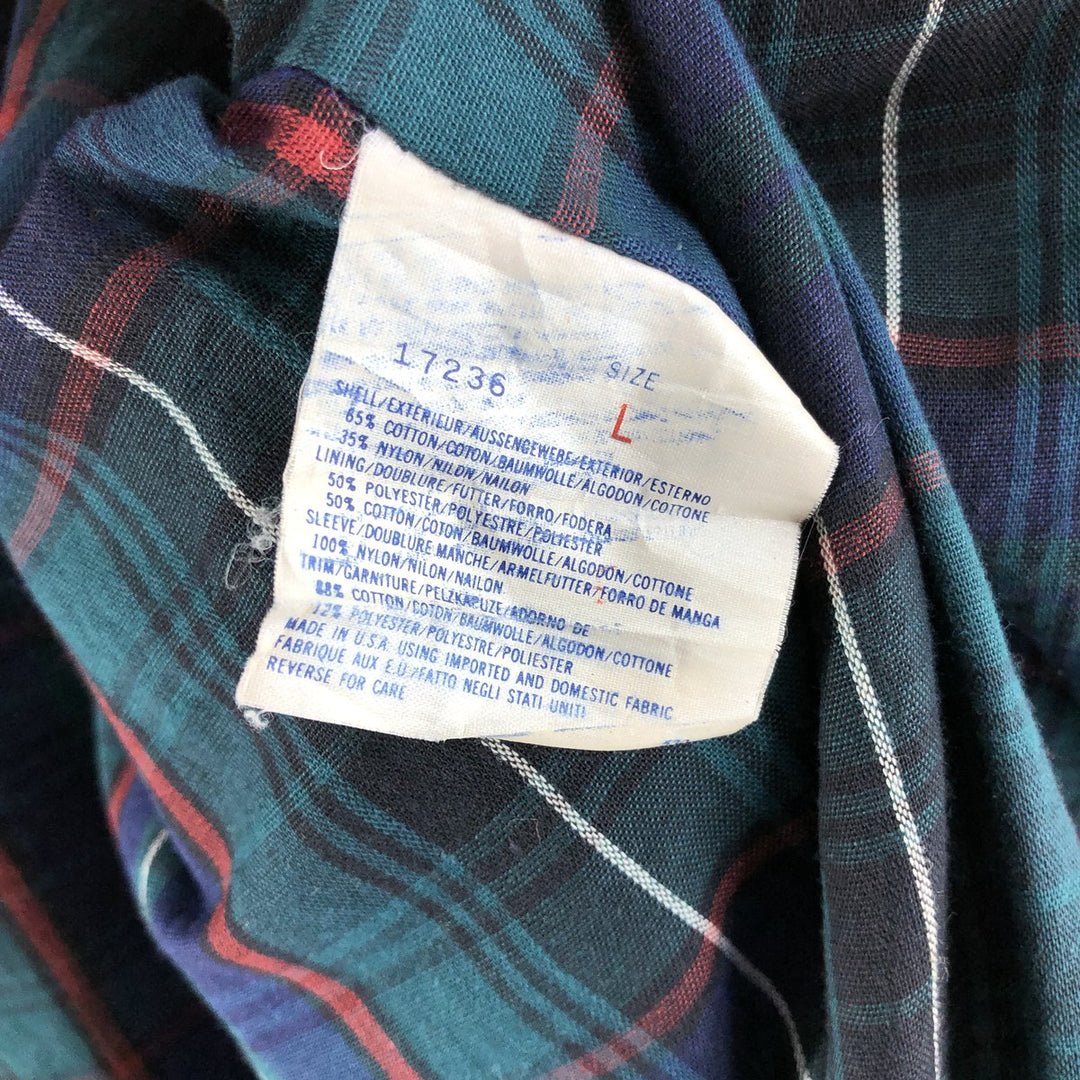 17236 SIZE
L
SHELL/EXTERIEUR/AUSSENGEWEBE/EXTERIOR/ESTERNO
65% COTTON/COTON/BAUMWOLLE/ALGODON/COTTONE
35% NYLON/NILON/NAILON
LINING/DOUBLURE/FUTTER/FORRO/FODERA
50% POLYESTER/POLYESTRE/POLIESTER
50% COTTON/COTON/BAUMWOLLE/ALGODON/COTTONE
SLEEVE/DOUBLURE MANCHE/ARMELFUTTER/FORRO DE MANGA
100% NYLON/NILON/NAILON
TRIM/GARNITURE/PELZKAPUZE/ADORNO DE
88% COTTON/COTON/BAUMWOLLE/ALGODON/COTTONE
12% POLYESTER/POLYESTRE/POLIESTER
MADE IN U.S.A. USING IMPORTED AND DOMESTIC FABRIC
FABRIQUE AUX E.U./FATTO NEGLI STATI UNITI
REVERSE FOR CARE